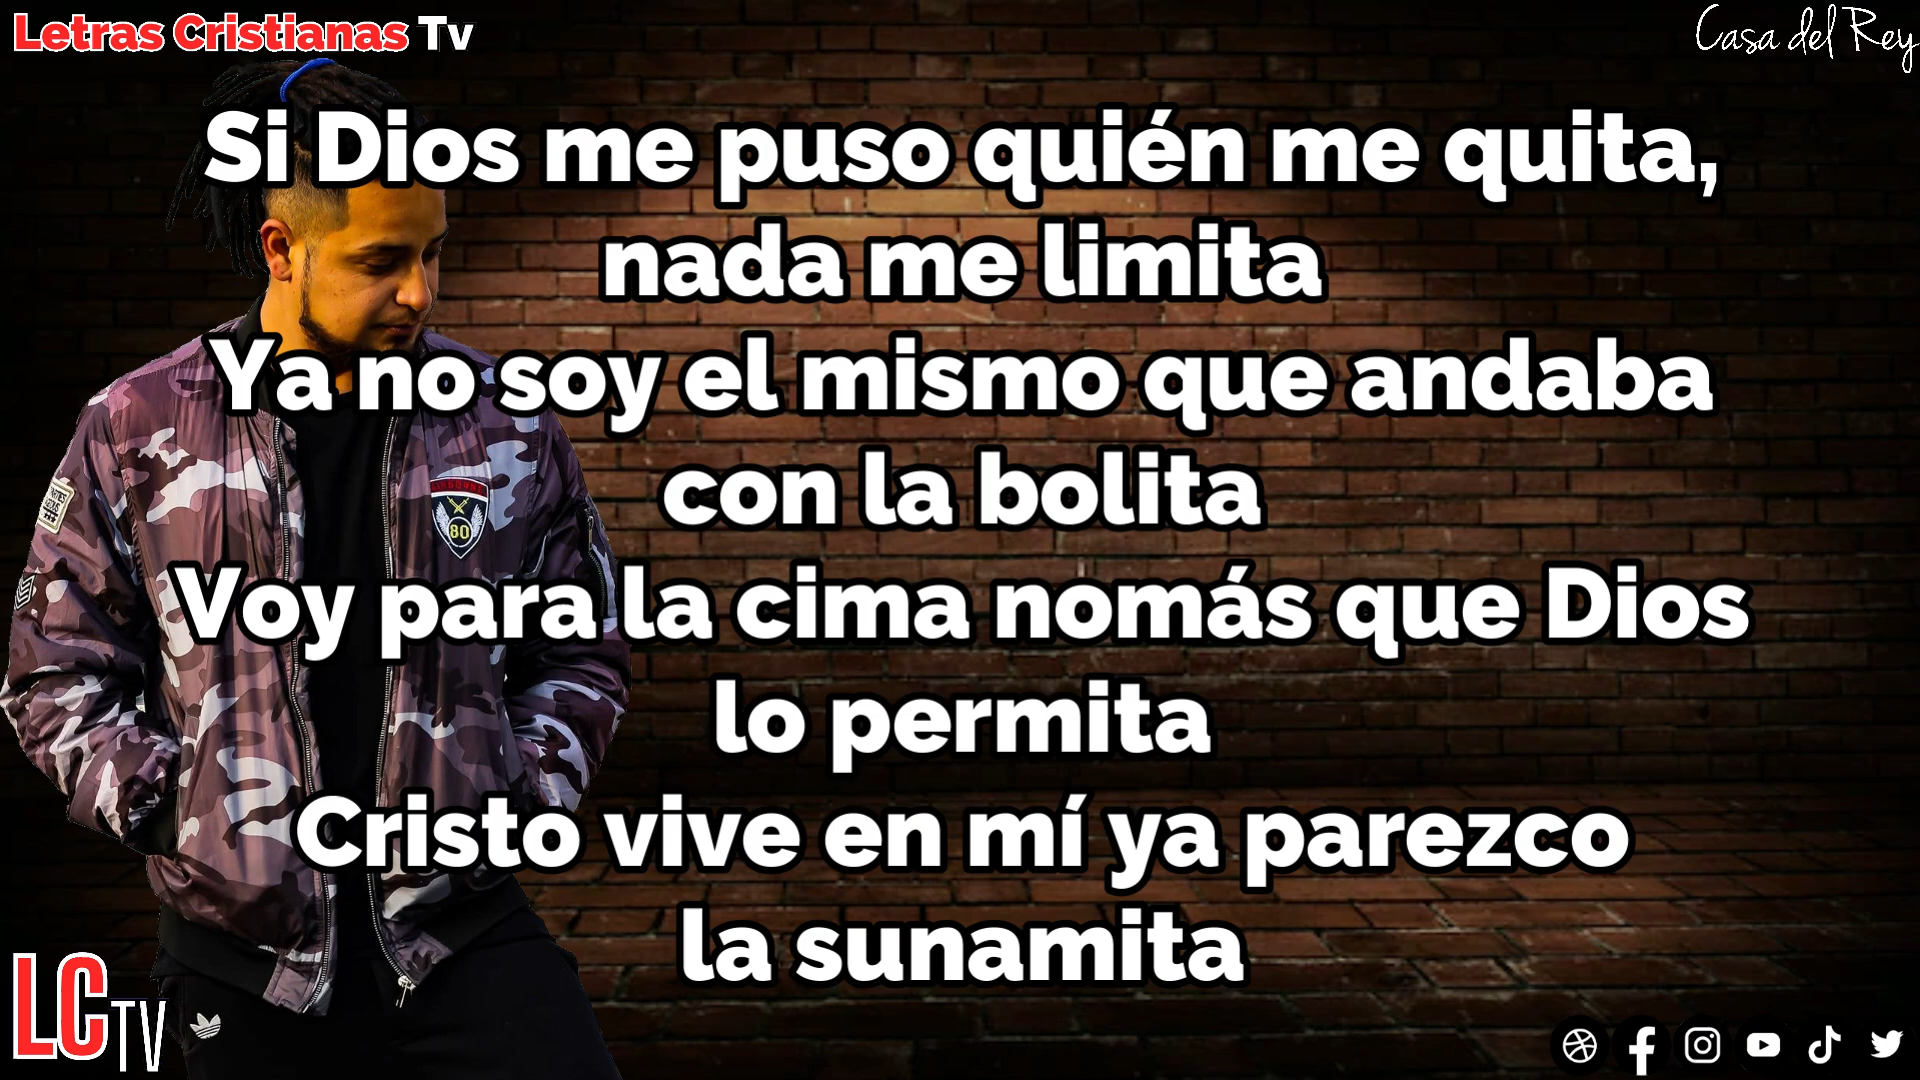 Letras Cristianas Tv
Casa del Rey
Si Dios me puso quién me quita,
nada me limita
Ya no soy el mismo que andaba
con la bolita
Voy para la cima nomás que Dios
lo permita
Cristo vive en mí ya parezco
la sunamita
80
LC TV